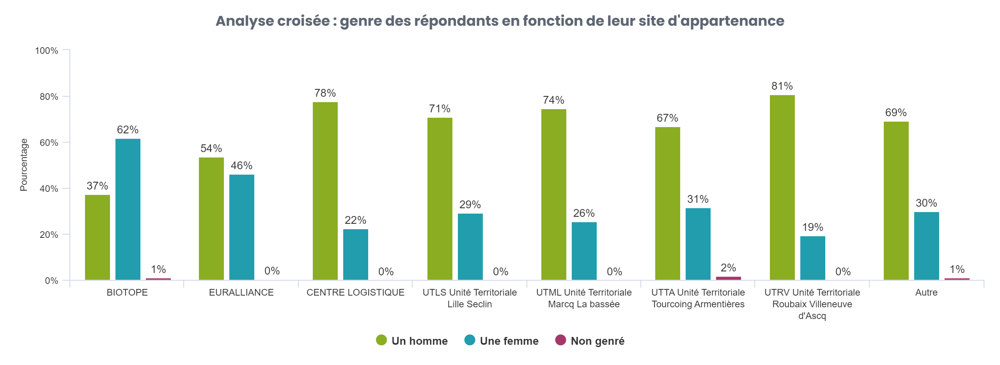 Analyse croisée : genre des répondants en fonction de leur site d'appartenance
Pourcentage
100%
80%
60%
40%
20%
0%
37%
62%
1%
54%
46%
0%
78%
22%
0%
71%
29%
0%
74%
26%
0%
67%
31%
2%
81%
19%
0%
69%
30%
1%
BIOTOPE
EURALLIANCE
CENTRE LOGISTIQUE
UTLS Unité Territoriale
Lille Seclin
UTML Unité Territoriale
Marcq La bassée
UTTA Unité Territoriale
Tourcoing Armentières
UTRV Unité Territoriale
Roubaix Villeneuve
d'Ascq
Autre
Un homme
Une femme
Non genré